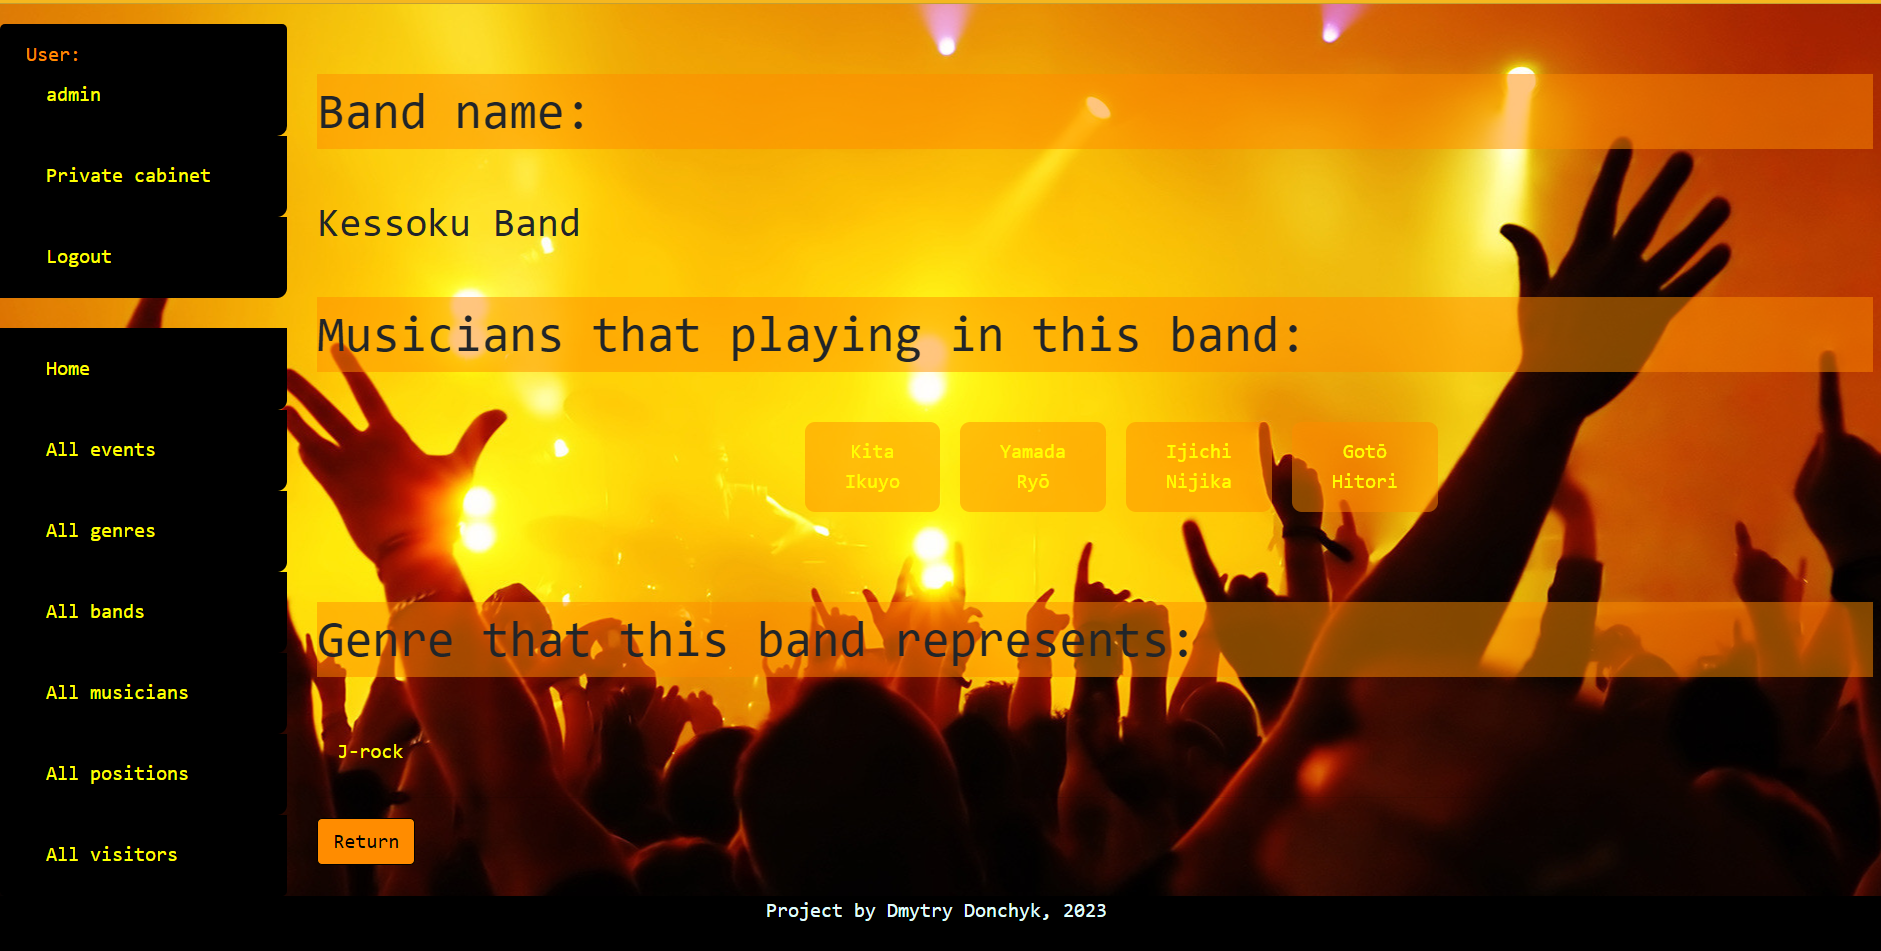 User:
admin
Private cabinet
Logout
Home
All events
All genres
All bands
All musicians
All positions
All visitors
Band name:
Kessoku Band
Musicians that playing in this band:
Kita
Ikuyo
Yamada
Ryō
Ijichi
Nijika
Gotō
Hitori
Genre that this band represents:
J-rock
Return
Project by Dmytry Donchyk, 2023